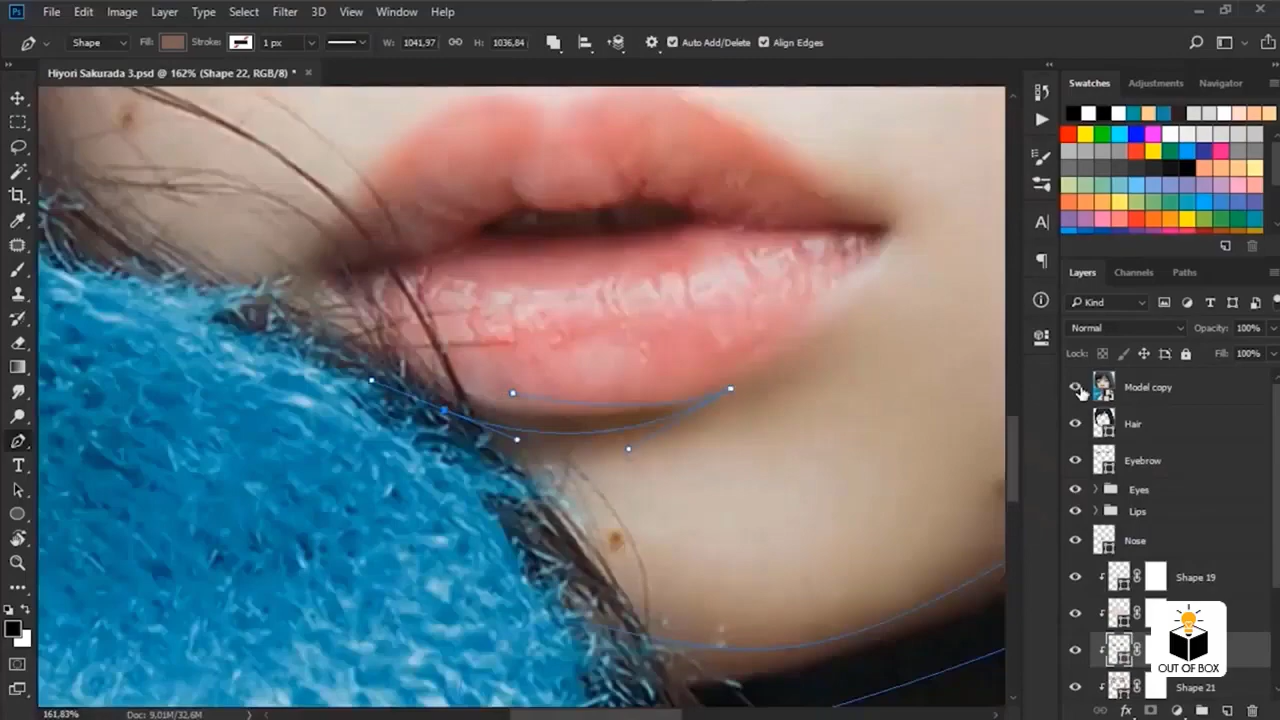 Ps File Edit Image Layer Type Select Filter 3D View Window Help
Shape Fill: Stroke: 1 px W: 1041,97 H: 1036,84 Auto Add/Delete Align Edges
Hiyori Sakurada 3.psd @ 162% (Shape 22, RGB/8) *
Swatches Adjustments Navigator
Layers Channels Paths
Kind
Normal Opacity: 100%
Lock: Fill: 100%
Model copy
Hair
Eyebrow
Eyes
Lips
Nose
Shape 19
OUT OF BOX
Shape 21
161,83% Doc: 9,01M/32,6M